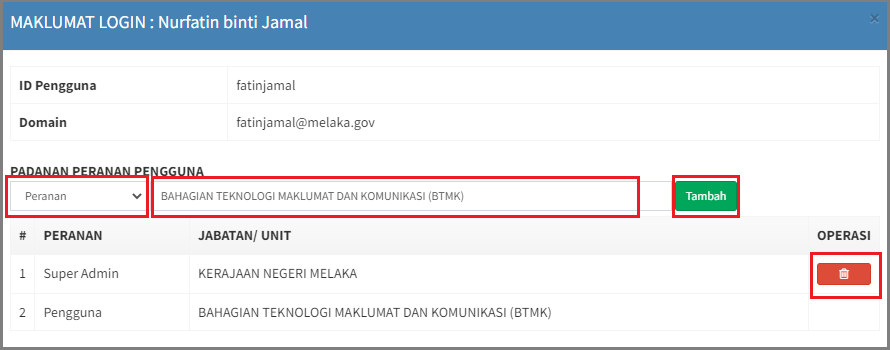 MAKLUMAT LOGIN : Nurfatin binti Jamal ×
ID Pengguna fatinjamal
Domain fatinjamal@melaka.gov
PADANAN PERANAN PENGGUNA
Peranan BAHAGIAN TEKNOLOGI MAKLUMAT DAN KOMUNIKASI (BTMK) Tambah
# PERANAN JABATAN/ UNIT OPERASI
1 Super Admin KERAJAAN NEGERI MELAKA
2 Pengguna BAHAGIAN TEKNOLOGI MAKLUMAT DAN KOMUNIKASI (BTMK)